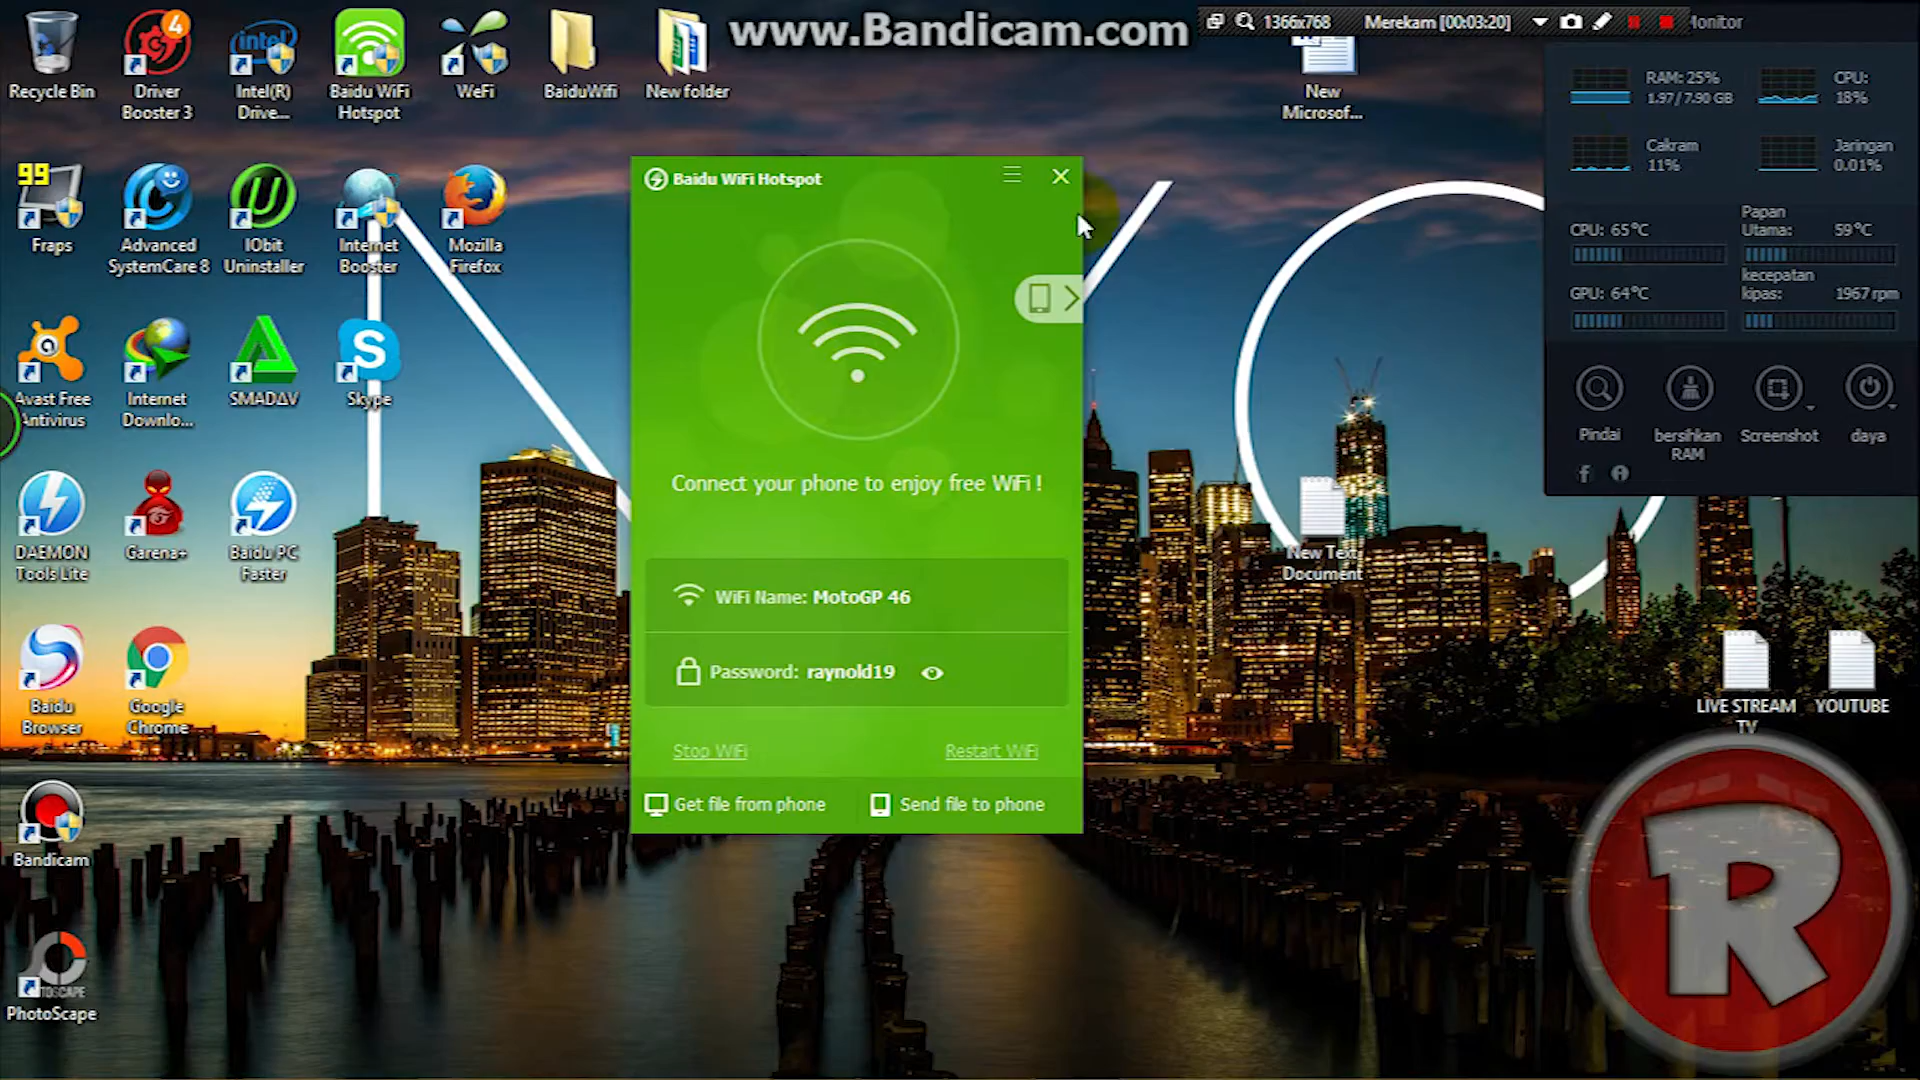 www.Bandicam.com
1366x768
Merekam [00:03:20]
Monitor
Recycle Bin
4
Driver
Booster 3
intel
Intel(R)
Drive...
Baidu WiFi
Hotspot
WeFi
BaiduWifi
New folder
New
Microsof...
RAM: 25%
1.97 / 7.90 GB
CPU:
18%
Cakram
11%
Jaringan
0.01%
CPU: 65°C
Papan
Utama:
59°C
GPU: 64°C
kecepatan
kipas:
1967 rpm
Pindai
bersihkan
RAM
Screenshot
daya
99
Fraps
Advanced
SystemCare 8
IObit
Uninstaller
Internet
Booster
Mozilla
Firefox
Avast Free
Antivirus
Internet
Downlo...
SMADΔV
S
Skype
DAEMON
Tools Lite
Garena+
Baidu PC
Faster
Baidu
Browser
Google
Chrome
Bandicam
PhotoScape
Baidu WiFi Hotspot
Connect your phone to enjoy free WiFi !
WiFi Name: MotoGP 46
Password: raynold19
Stop WiFi
Restart WiFi
Get file from phone
Send file to phone
New Text
Document
LIVE STREAM
TV
YOUTUBE
R